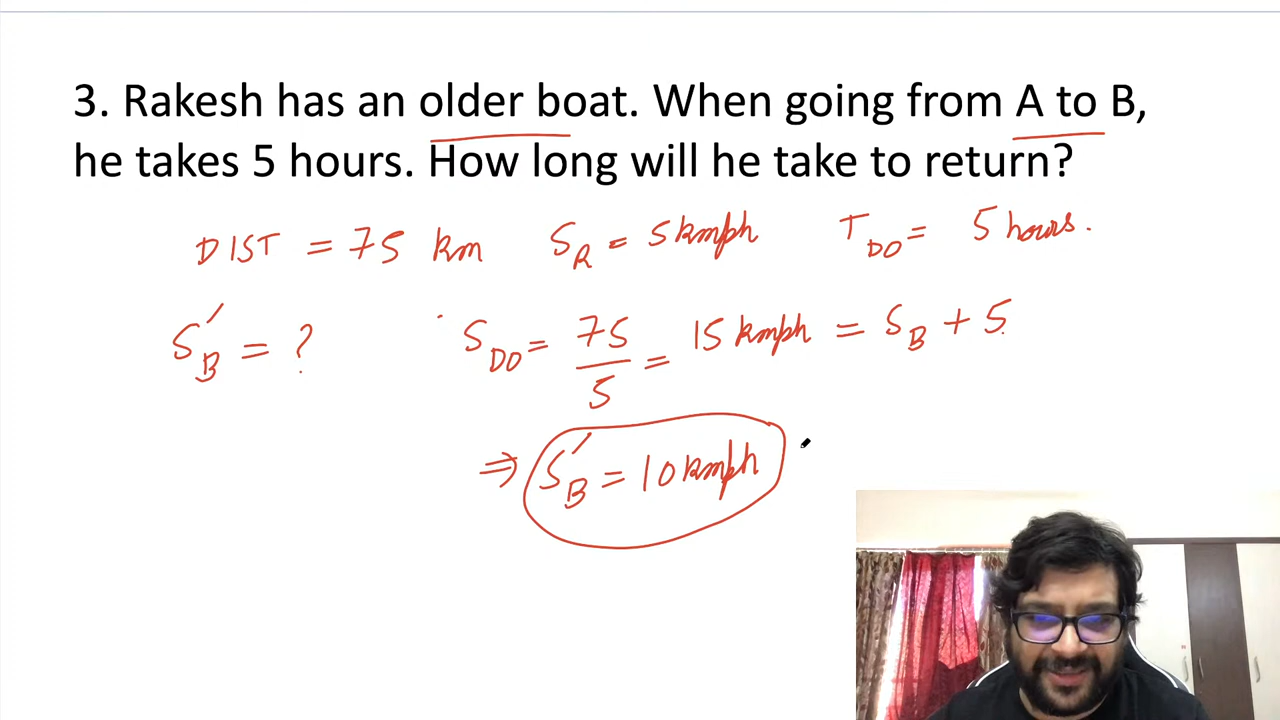 3. Rakesh has an older boat. When going from A to B,
he takes 5 hours. How long will he take to return?
DIST = 75 km S_R = 5 kmph T_DO = 5 hours.
S'_B = ? S_DO = 75/5 = 15 kmph = S_B + 5
⇒ S'_B = 10 kmph